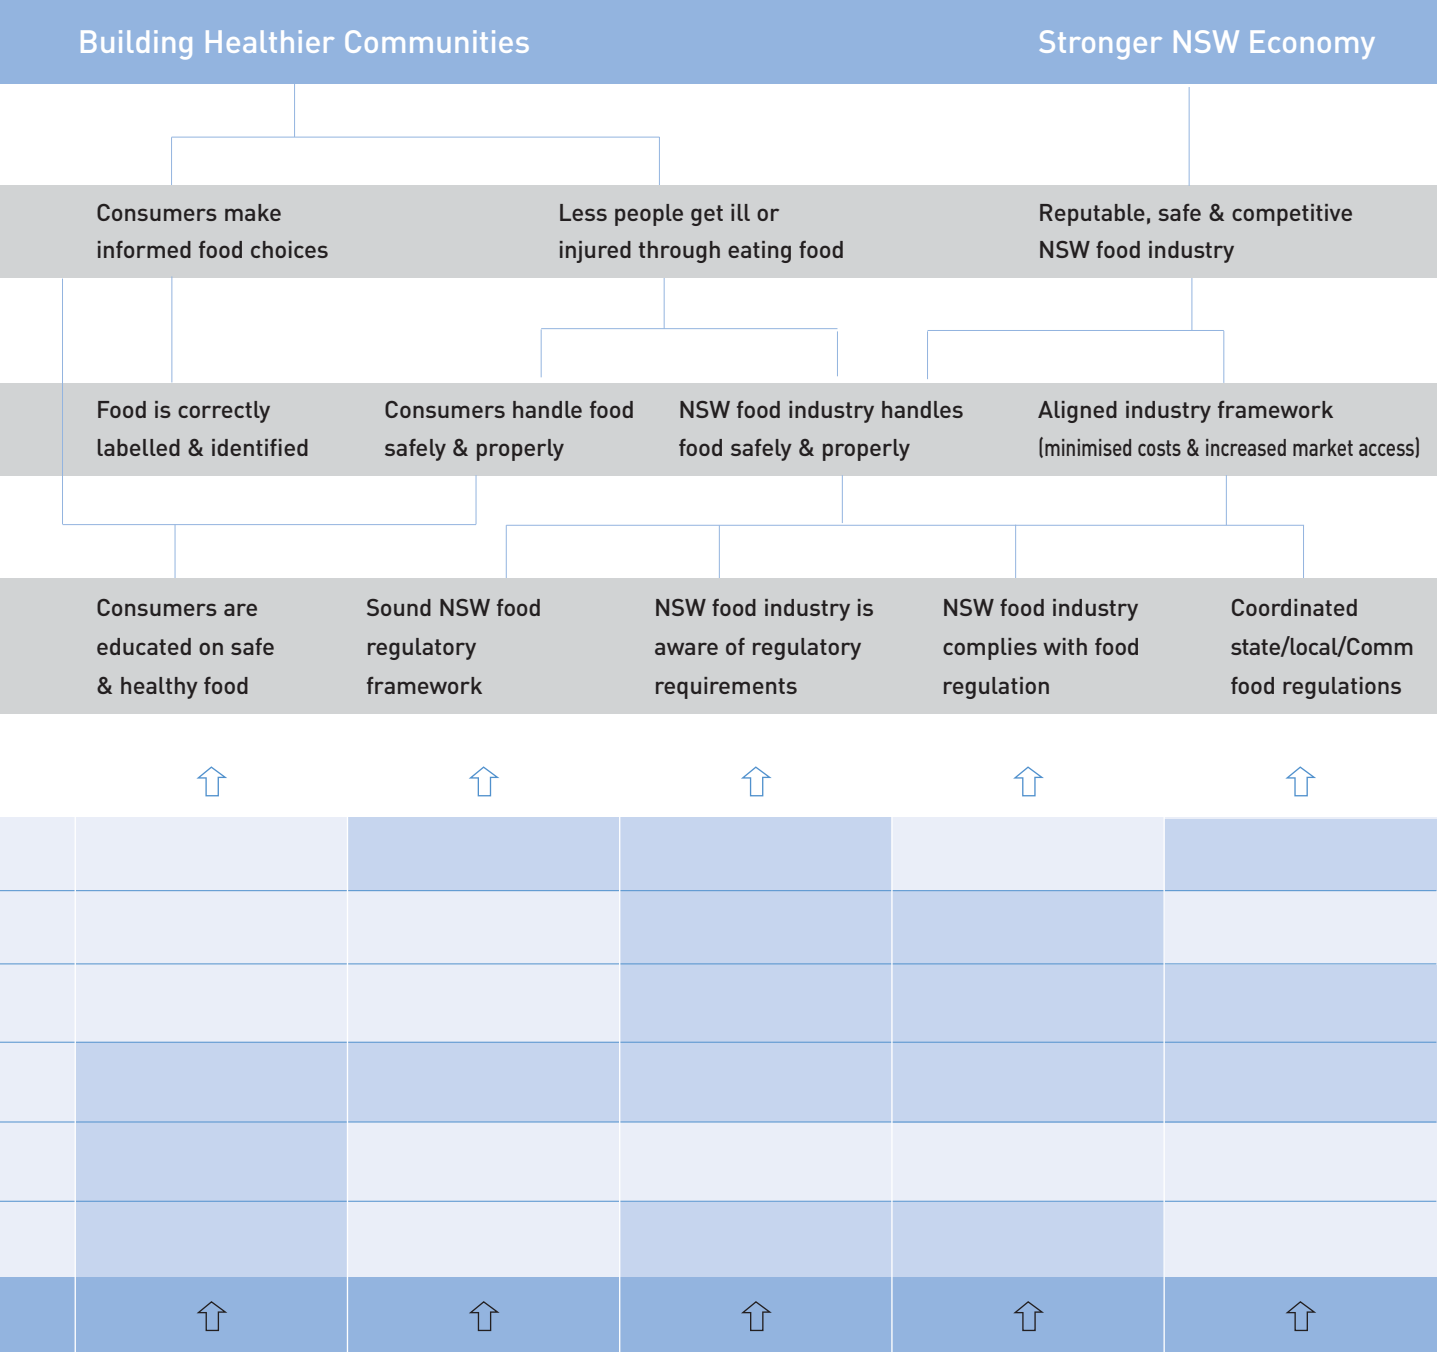 Building Healthier Communities
Stronger NSW Economy
Consumers make
informed food choices
Less people get ill or
injured through eating food
Reputable, safe & competitive
NSW food industry
Food is correctly
labelled & identified
Consumers handle food
safely & properly
NSW food industry handles
food safely & properly
Aligned industry framework
(minimised costs & increased market access)
Consumers are
educated on safe
& healthy food
Sound NSW food
regulatory
framework
NSW food industry is
aware of regulatory
requirements
NSW food industry
complies with food
regulation
Coordinated
state/local/Comm
food regulations